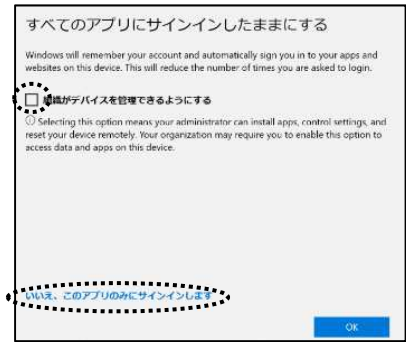 すべてのアプリにサインインしたままにする
Windows will remember your account and automatically sign you in to your apps and
websites on this device. This will reduce the number of times you are asked to login.
組織がデバイスを管理できるようにする
Selecting this option means your administrator can install apps, control settings, and
reset your device remotely. Your organization may require you to enable this option to
access data and apps on this device.
いいえ、このアプリのみにサインインします
OK